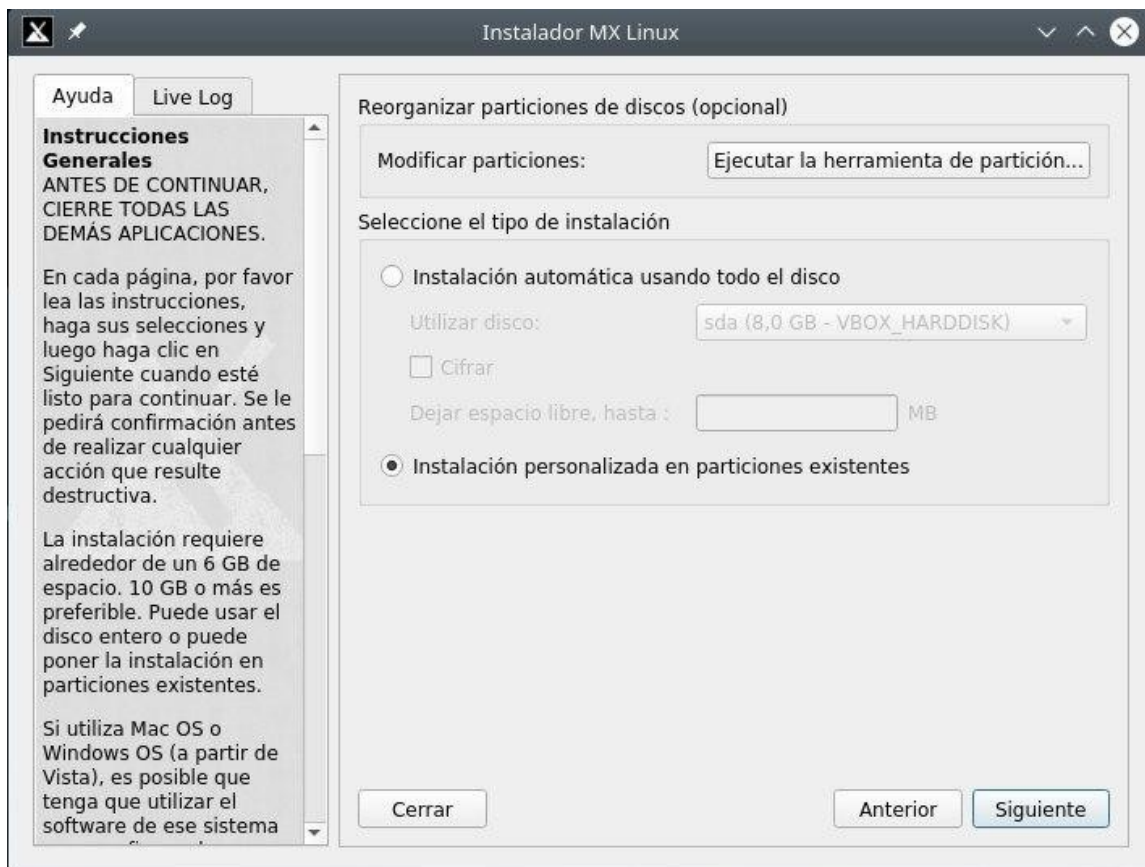 Instalador MX Linux
Ayuda
Live Log
Instrucciones
Generales
ANTES DE CONTINUAR,
CIERRE TODAS LAS
DEMÁS APLICACIONES.
En cada página, por favor
lea las instrucciones,
haga sus selecciones y
luego haga clic en
Siguiente cuando esté
listo para continuar. Se le
pedirá confirmación antes
de realizar cualquier
acción que resulte
destructiva.
La instalación requiere
alrededor de un 6 GB de
espacio. 10 GB o más es
preferible. Puede usar el
disco entero o puede
poner la instalación en
particiones existentes.
Si utiliza Mac OS o
Windows OS (a partir de
Vista), es posible que
tenga que utilizar el
software de ese sistema
Reorganizar particiones de discos (opcional)
Modificar particiones:
Ejecutar la herramienta de partición...
Seleccione el tipo de instalación
Instalación automática usando todo el disco
Utilizar disco:
sda (8,0 GB - VBOX_HARDDISK)
Cifrar
Dejar espacio libre, hasta :
MB
Instalación personalizada en particiones existentes
Cerrar
Anterior
Siguiente